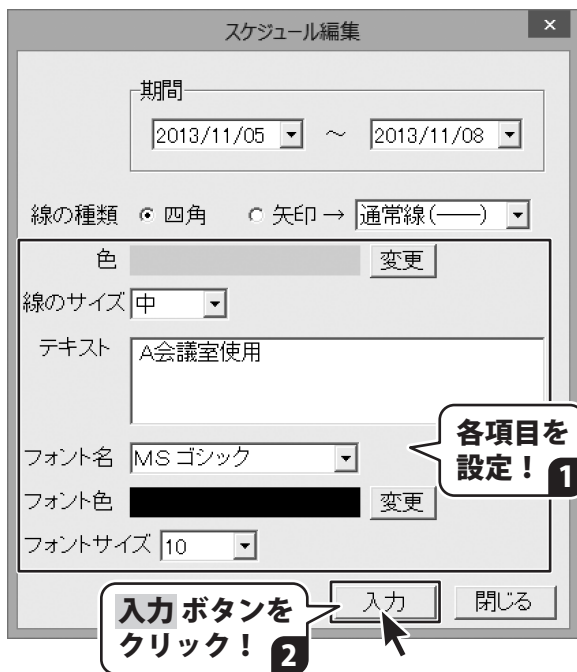 スケジュール編集 ×
期間
2013/11/05 ～ 2013/11/08
線の種類 四角 矢印→ 通常線(──)
色 変更
線のサイズ 中
テキスト A会議室使用
各項目を
設定！ 1
フォント名 MS ゴシック
フォント色 変更
フォントサイズ 10
入力 閉じる
入力 ボタンを
クリック！ 2